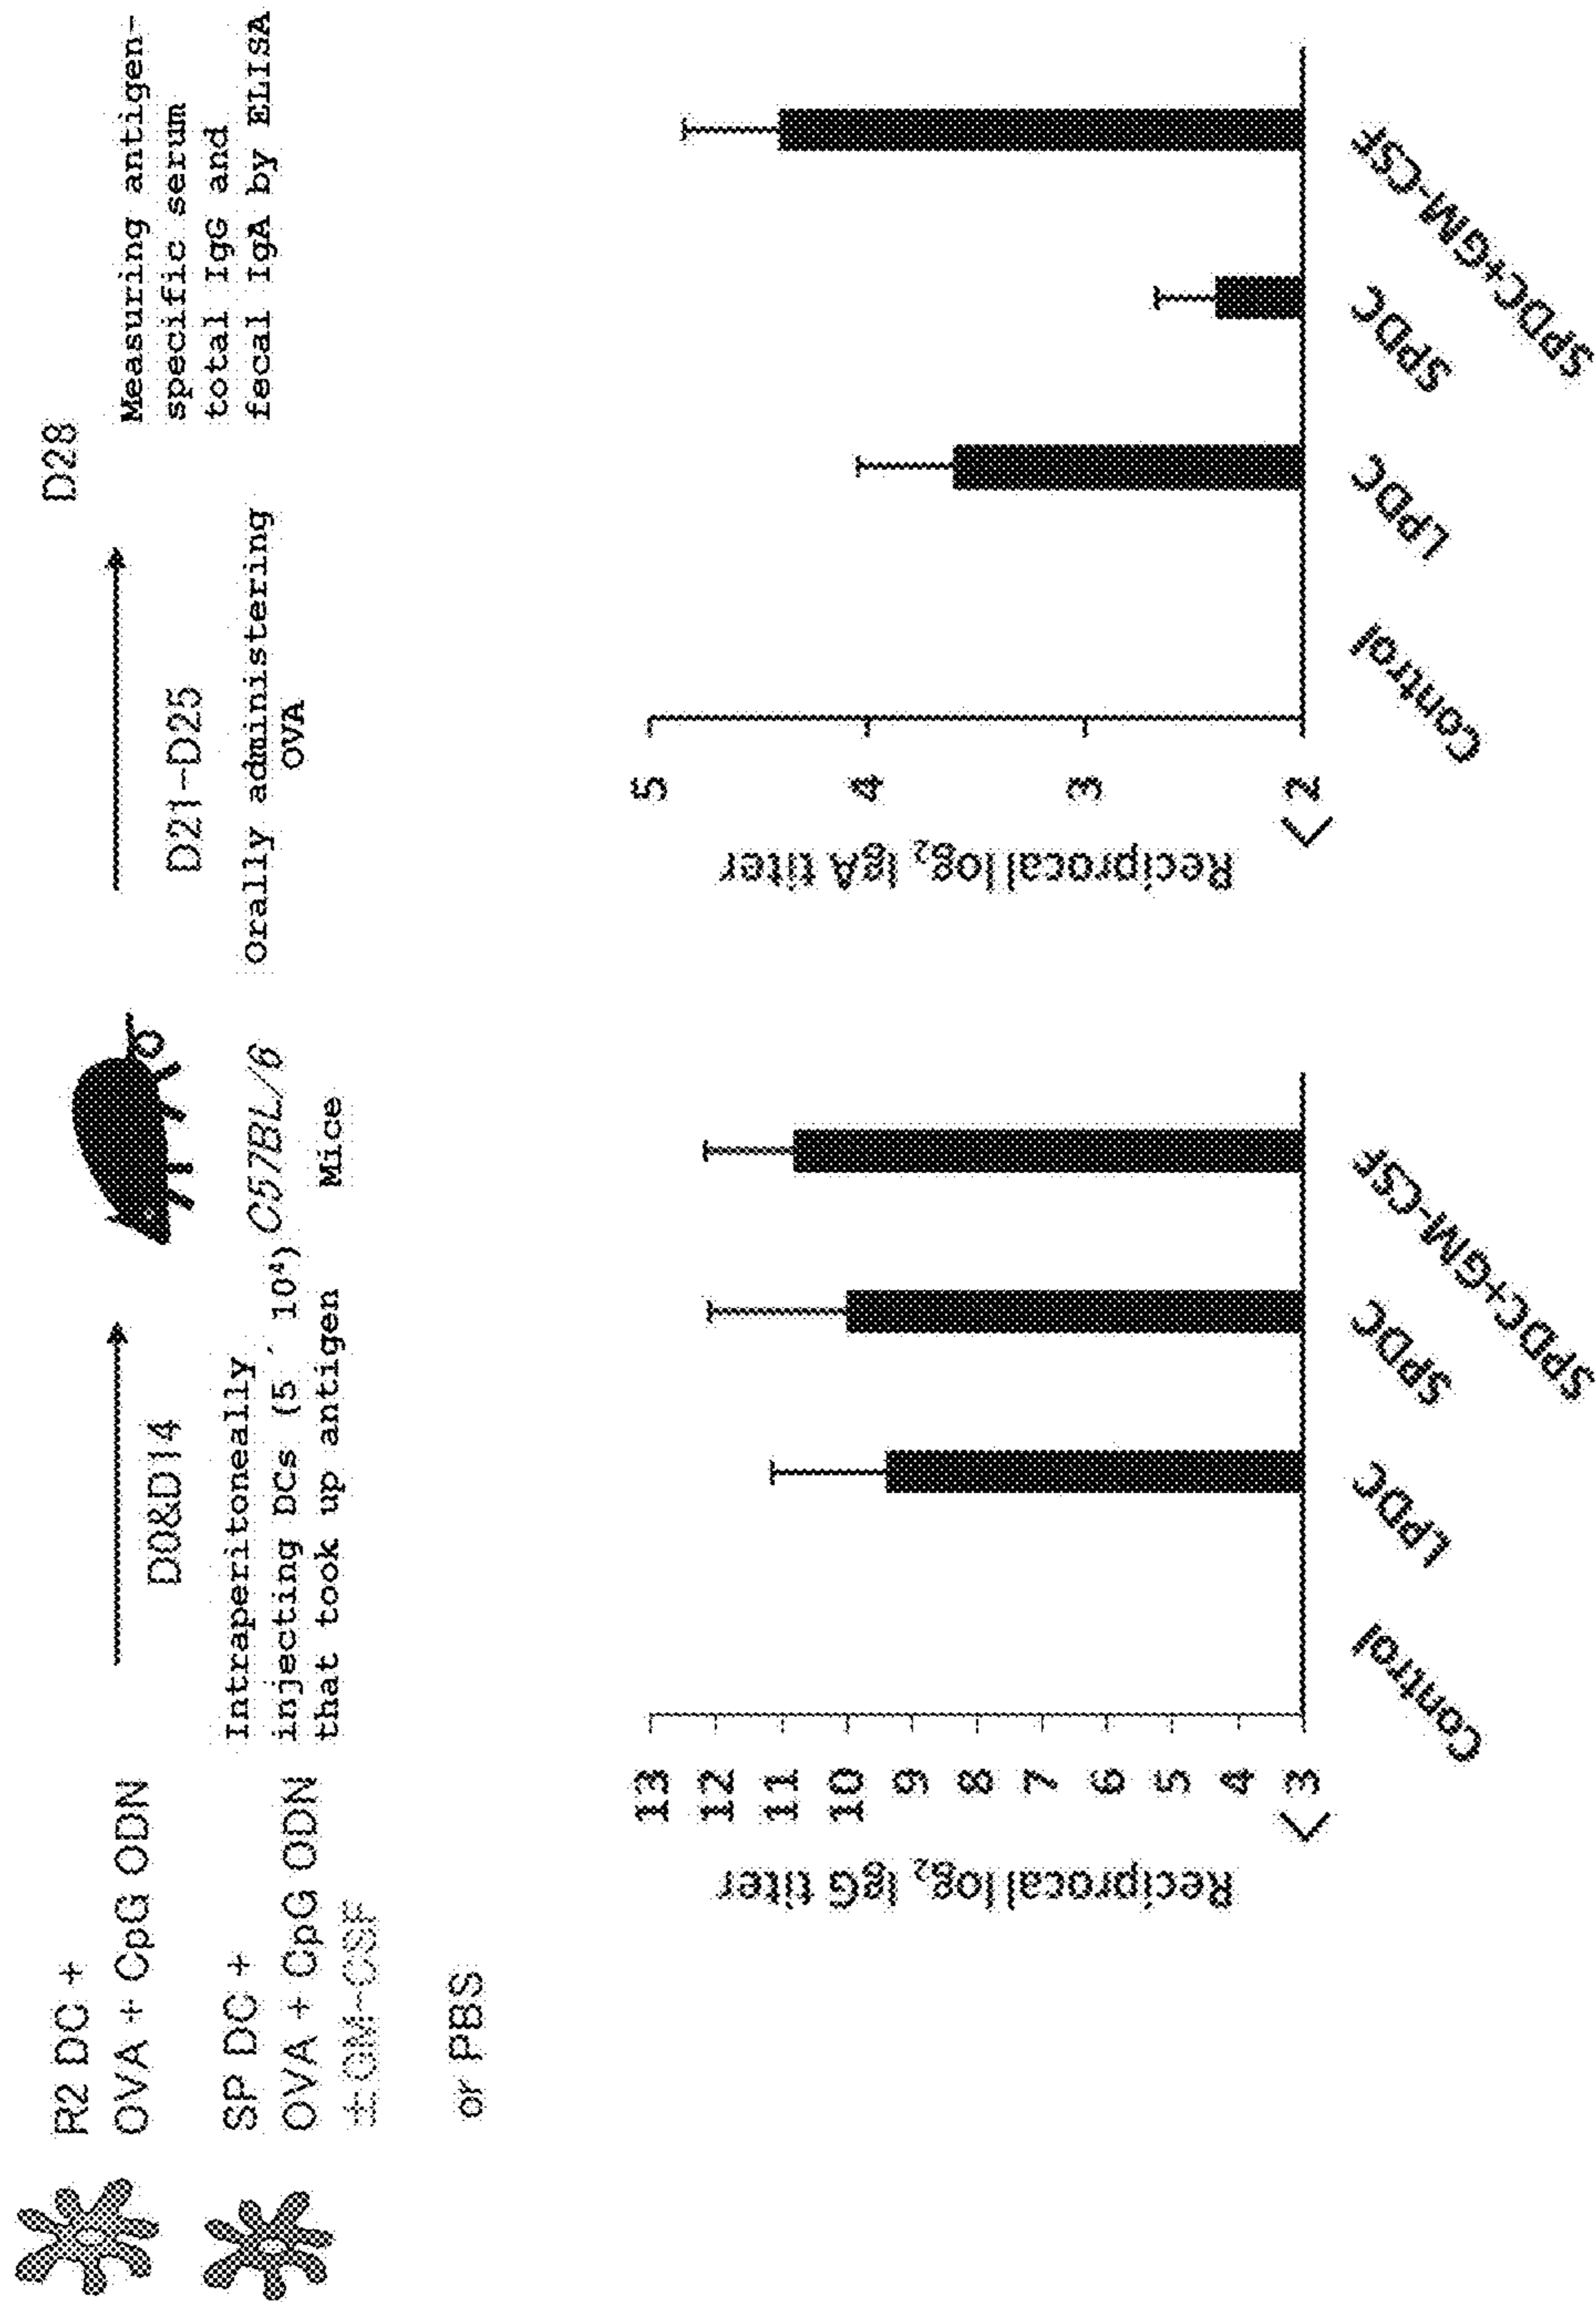 R2 DC +
OVA + CpG ODN
SP DC +
OVA + CpG ODN
±GM-CSF
or PBS
D0&D14
Intraperitoneally
injecting DCs (5 ´ 10⁴)
that took up antigen
C57BL/6
Mice
D21-D25
Orally administering
OVA
D28
Measuring antigen-
specific serum
total IgG and
fecal IgA by ELISA
Reciprocal log₂ IgG titer
13
12
11
10
9
8
7
6
5
4
<3
Control
LPDC
SPDC
SPDC+GM-CSF
Reciprocal log₂ IgA titer
5
4
3
<2
Control
LPDC
SPDC
SPDC+GM-CSF